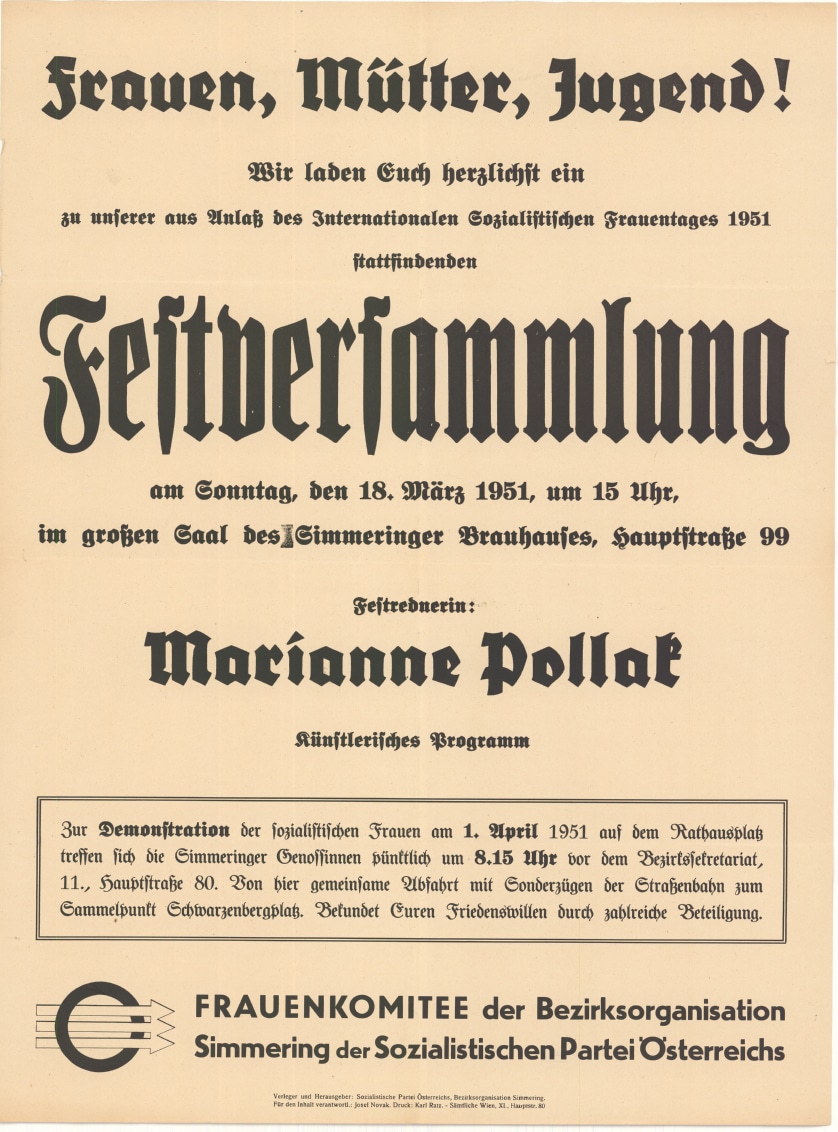 Frauen, Mütter, Jugend!
Wir laden Euch herzlichst ein
zu unserer aus Anlaß des Internationalen Sozialistischen Frauentages 1951
stattfindenden
Festversammlung
am Sonntag, den 18. März 1951, um 15 Uhr,
im großen Saal des Simmeringer Brauhauses, Hauptstraße 99
Festrednerin:
Marianne Pollak
Künstlerisches Programm
Zur Demonstration der sozialistischen Frauen am 1. April 1951 auf dem Rathausplatz
treffen sich die Simmeringer Genossinnen pünktlich um 8.15 Uhr vor dem Bezirkssekretariat,
11., Hauptstraße 80. Von hier gemeinsame Abfahrt mit Sonderzügen der Straßenbahn zum
Sammelpunkt Schwarzenbergplatz. Bekundet Euren Friedenswillen durch zahlreiche Beteiligung.
FRAUENKOMITEE der Bezirksorganisation
Simmering der Sozialistischen Partei Österreichs
Verleger und Herausgeber: Sozialistische Partei Österreichs, Bezirksorganisation Simmering.
Für den Inhalt verantwortl.: Josef Novak. Druck: Karl Ratz. – Sämtliche Wien, XI., Hauptstr. 80